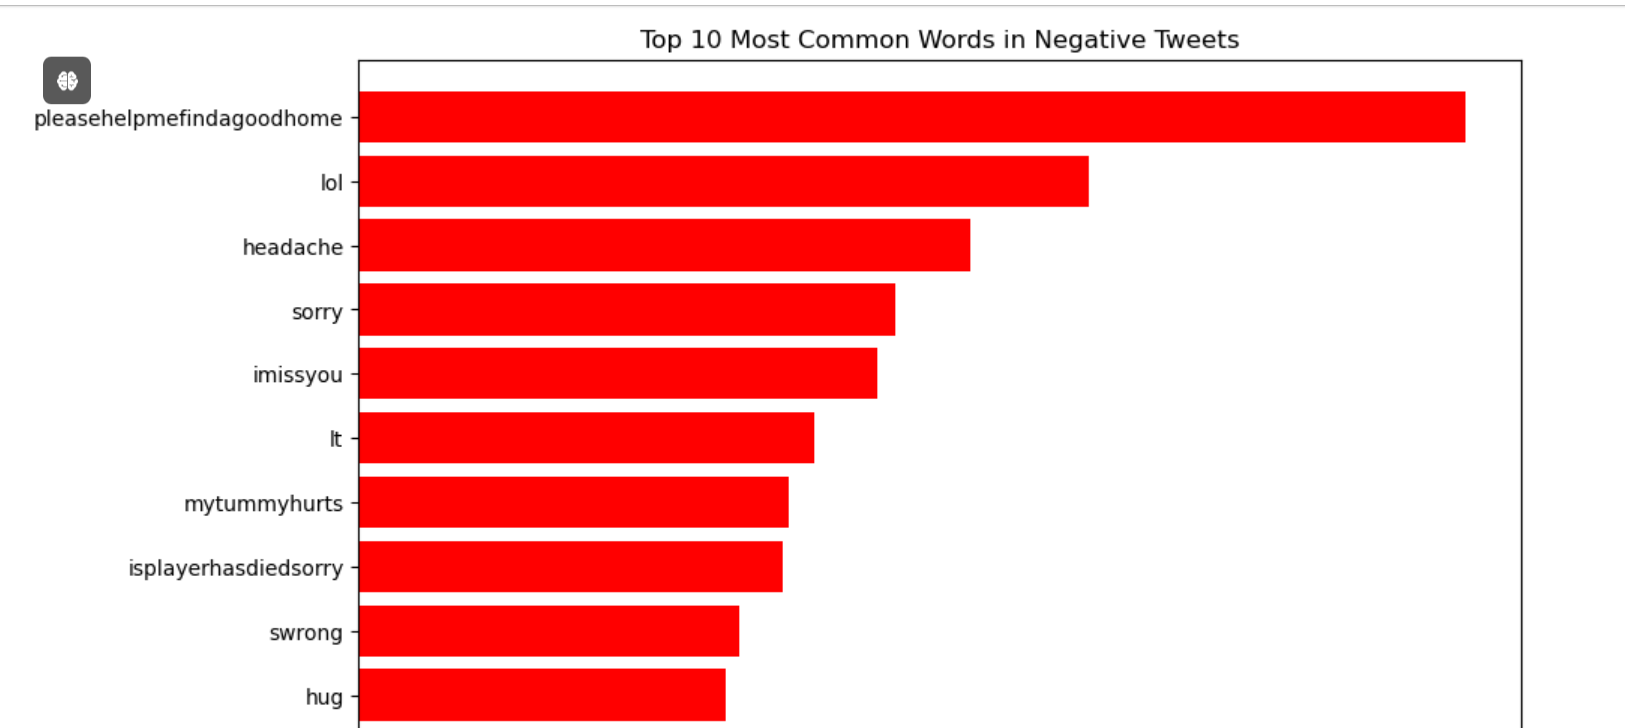 Top 10 Most Common Words in Negative Tweets
pleasehelpmefindagoodhome
lol
headache
sorry
imissyou
lt
mytummyhurts
isplayerhasdiedsorry
swrong
hug